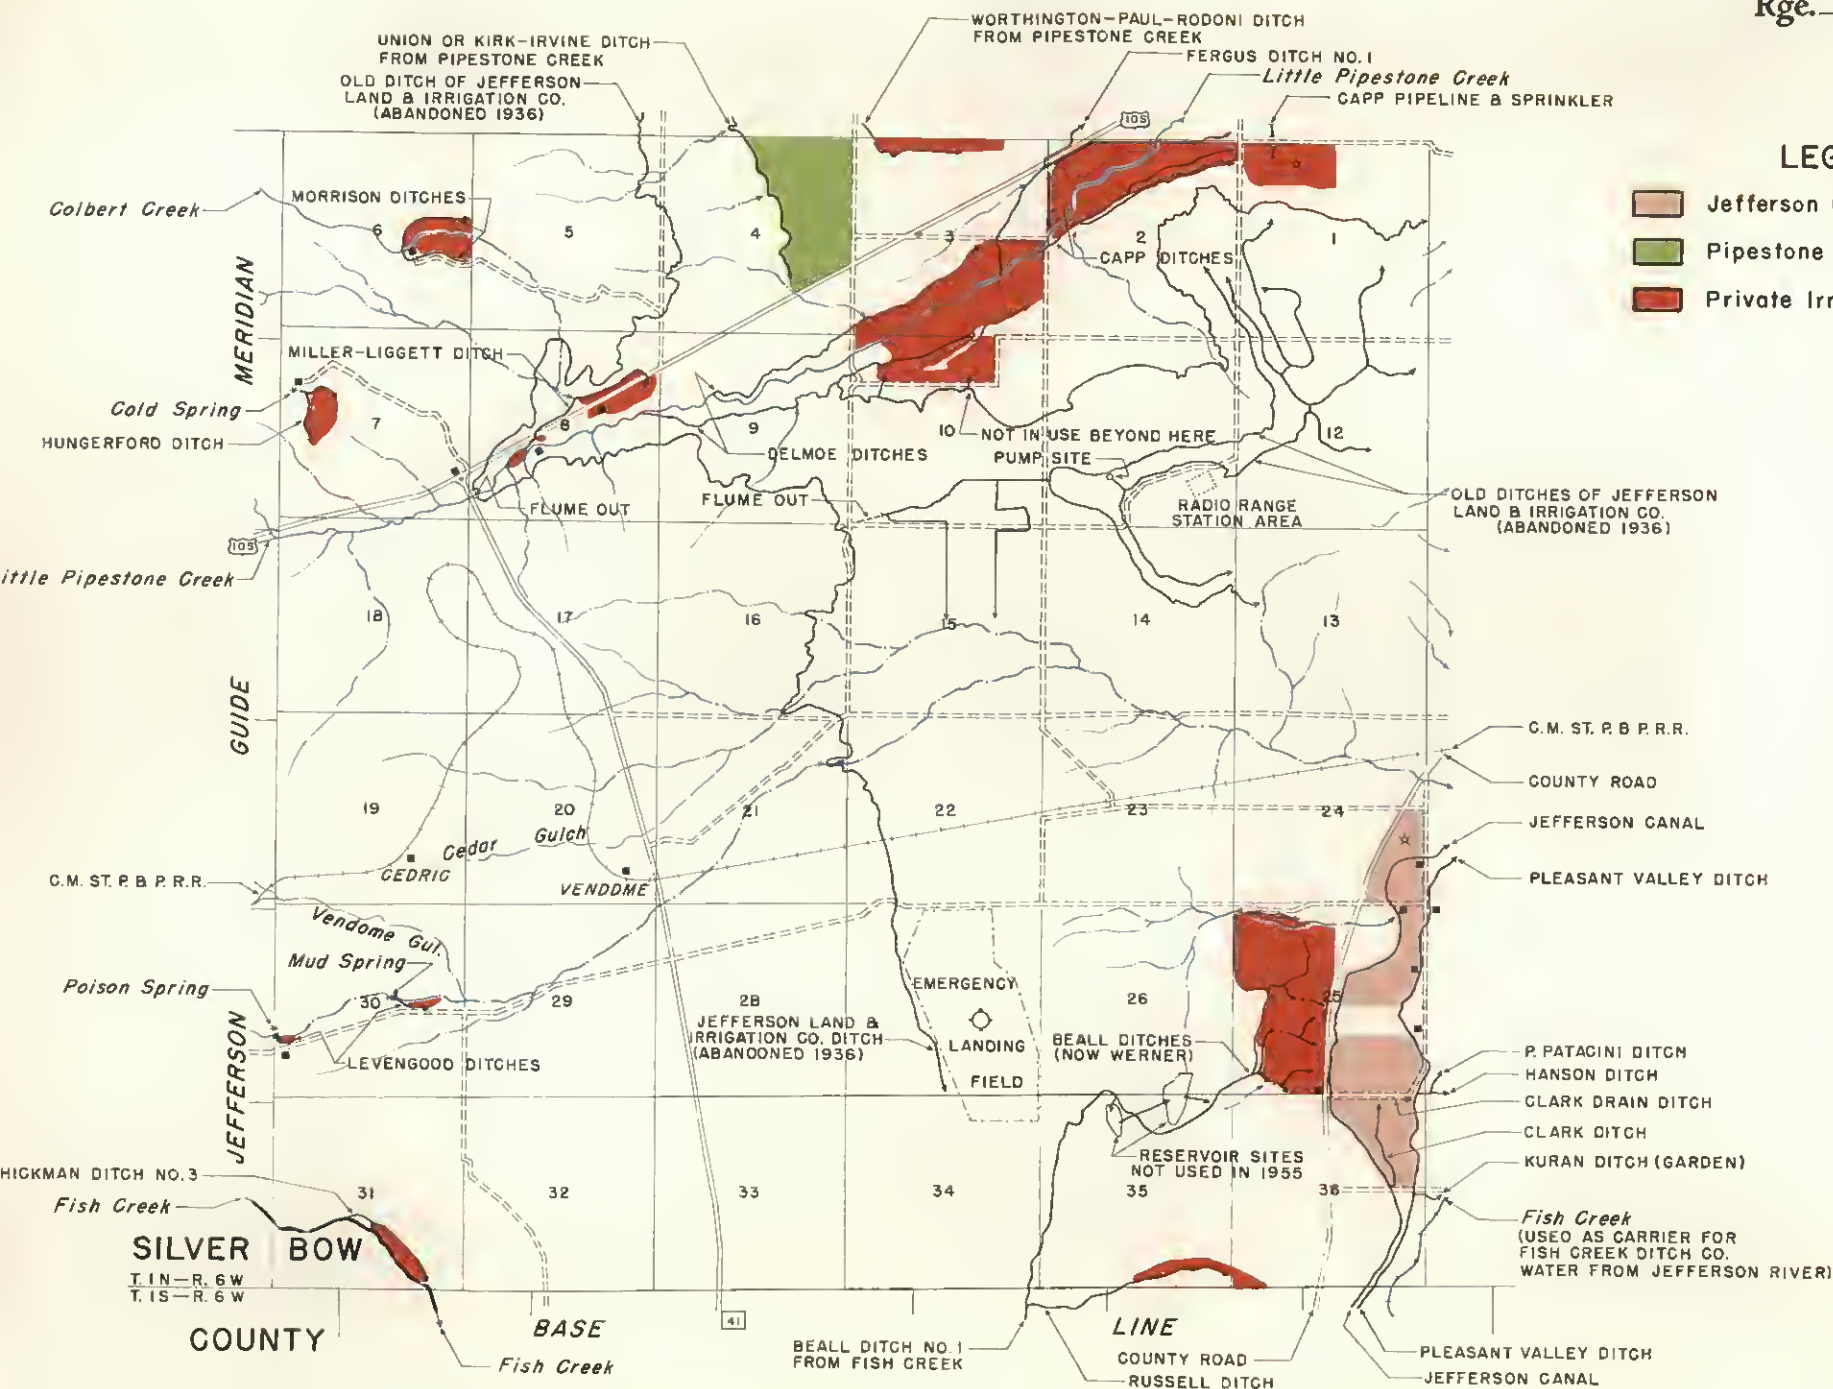 Rge.
WORTHINGTON-PAUL-RODONI DITCH
FROM PIPESTONE CREEK
UNION OR KIRK-IRVINE DITCH
FROM PIPESTONE CREEK
FERGUS DITCH NO. 1
Little Pipestone Creek
OLD DITCH OF JEFFERSON
LAND & IRRIGATION CO.
(ABANDONED 1936)
CAPP PIPELINE & SPRINKLER
10S
LEG
Jefferson
Pipestone
Private Irr
MORRISON DITCHES
Colbert Creek
6
5
4
3
2
1
CAPP DITCHES
MERIDIAN
MILLER-LIGGETT DITCH
Cold Spring
HUNGERFORD DITCH
7
8
9
10
NOT IN USE BEYOND HERE
12
DELMOE DITCHES
PUMP SITE
FLUME OUT
FLUME OUT
RADIO RANGE
STATION AREA
OLD DITCHES OF JEFFERSON
LAND & IRRIGATION CO.
(ABANDONED 1936)
10S
ittle Pipestone Creek
18
17
16
15
14
13
GUIDE
C.M. ST. P. & P. R.R.
COUNTY ROAD
19
20
21
22
23
24
JEFFERSON CANAL
Cedar Gulch
CEDRIC
VENDOME
C.M. ST. P. & P. R.R.
PLEASANT VALLEY DITCH
Vendome Gul.
Mud Spring
Poison Spring
30
29
28
EMERGENCY
LANDING
FIELD
26
25
JEFFERSON LAND &
IRRIGATION CO. DITCH
(ABANDONED 1936)
BEALL DITCHES
(NOW WERNER)
LEVENGOOD DITCHES
JEFFERSON
P. PATACINI DITCH
HANSON DITCH
CLARK DRAIN DITCH
CLARK DITCH
KURAN DITCH (GARDEN)
RESERVOIR SITES
NOT USED IN 1955
HICKMAN DITCH NO. 3
Fish Creek
31
32
33
34
35
36
Fish Creek
(USED AS CARRIER FOR
FISH CREEK DITCH CO.
WATER FROM JEFFERSON RIVER)
SILVER BOW
T. 1N-R. 6W
T. 1S-R. 6W
COUNTY
BASE
41
LINE
Fish Creek
BEALL DITCH NO. 1
FROM FISH CREEK
COUNTY ROAD
RUSSELL DITCH
PLEASANT VALLEY DITCH
JEFFERSON CANAL